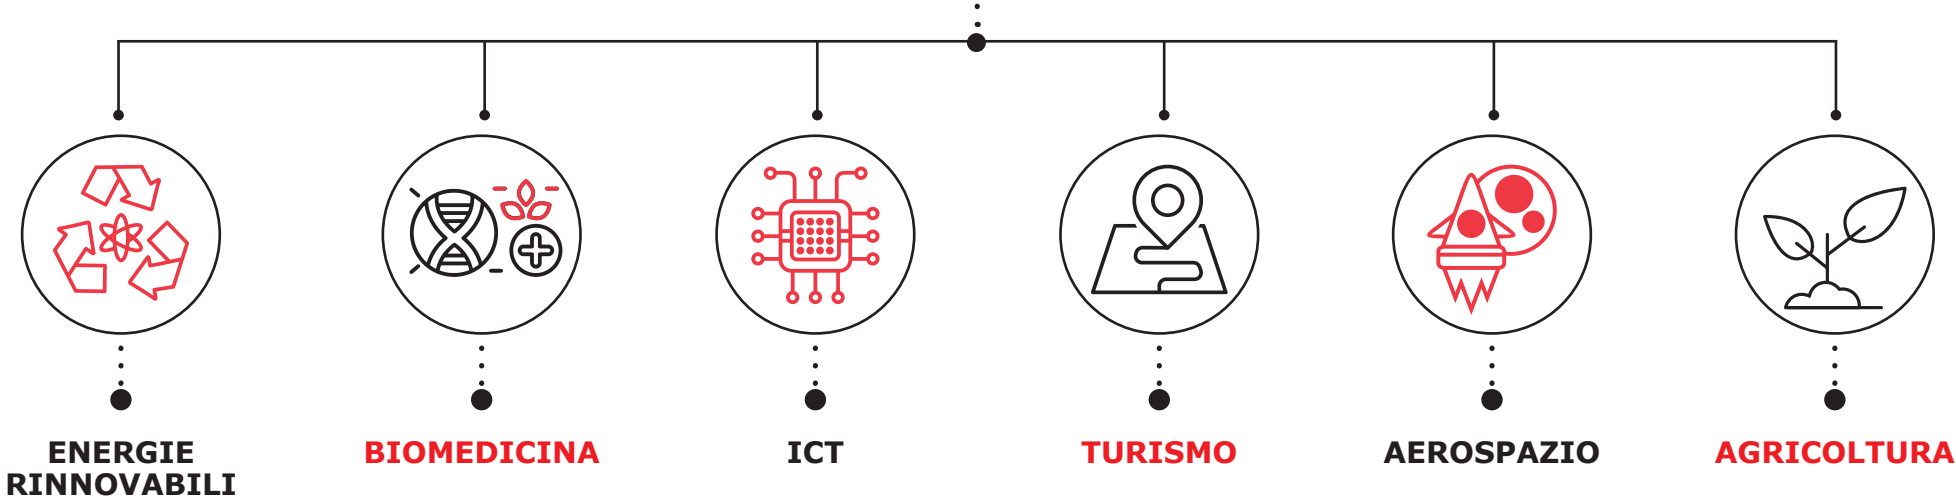 ENERGIE
RINNOVABILI
BIOMEDICINA
ICT
TURISMO
AEROSPAZIO
AGRICOLTURA